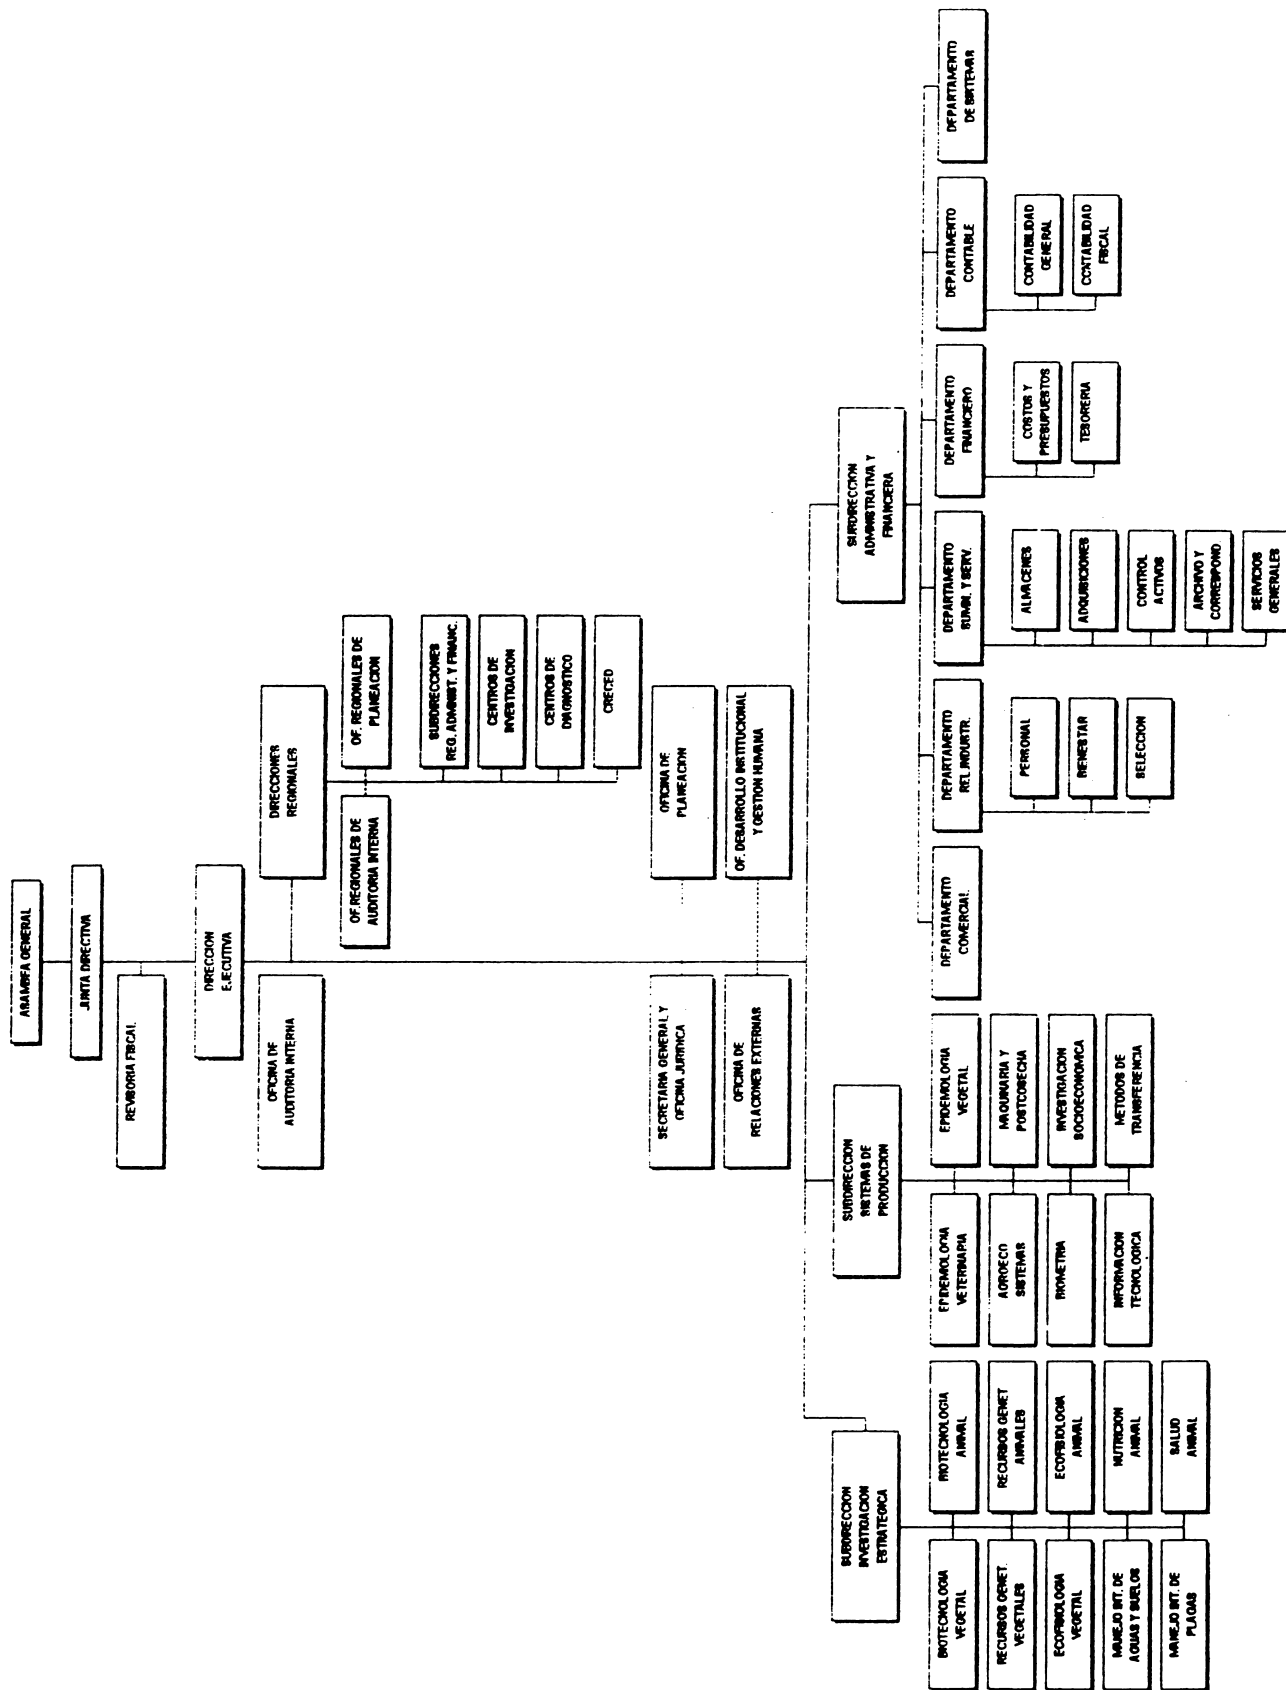 ASAMBLEA GENERAL
JUNTA DIRECTIVA
REVISORIA FISCAL
DIRECCION
EJECUTIVA
OFICINA DE
AUDITORIA INTERNA
DIRECCIONES
REGIONALES
OF. REGIONALES DE
AUDITORIA INTERNA
OF. REGIONALES DE
PLANEACION
SUBDIRECCIONES
REG. ADMINIST. Y FINANC.
CENTROS DE
INVESTIGACION
CENTROS DE
DIAGNOSTICO
CRECED
SECRETARIA GENERAL Y
OFICINA JURIDICA
OFICINA DE
PLANEACION
OFICINA DE
RELACIONES EXTERNAS
OF. DESARROLLO INSTITUCIONAL
Y GESTION HUMANA
SUBDIRECCION
INVESTIGACION
ESTRATEGICA
BIOTECNOLOGIA
VEGETAL
BIOTECNOLOGIA
ANIMAL
RECURSOS GENET.
VEGETALES
RECURSOS GENET
ANIMALES
ECOFISIOLOGIA
VEGETAL
ECOFISIOLOGIA
ANIMAL
MANEJO INT. DE
AGUAS Y SUELOS
NUTRICION
ANIMAL
MANEJO INT. DE
PLAGAS
SALUD
ANIMAL
SUBDIRECCION
SISTEMAS DE
PRODUCCION
EPIDEMIOLOGIA
VETERINARIA
EPIDEMIOLOGIA
VEGETAL
AGROECO
SISTEMAS
MAQUINARIA Y
POSTCOSECHA
BIOMETRIA
INVESTIGACION
SOCIOECONOMICA
INFORMACION
TECNOLOGICA
METODOS DE
TRANSFERENCIA
SUBDIRECCION
ADMINISTRATIVA Y
FINANCIERA
DEPARTAMENTO
COMERCIAL
DEPARTAMENTO
REL.INDUSTR.
PERSONAL
BIENESTAR
SELECCION
DEPARTAMENTO
SUMIN. Y SERV.
ALMACENES
ADQUISICIONES
CONTROL
ACTIVOS
ARCHIVO Y
CORRESPOND.
SERVICIOS
GENERALES
DEPARTAMENTO
FINANCIERO
COSTOS Y
PRESUPUESTOS
TESORERIA
DEPARTAMENTO
CONTABLE
CONTABILIDAD
GENERAL
CONTABILIDAD
FISCAL
DEPARTAMENTO
DE SISTEMAS